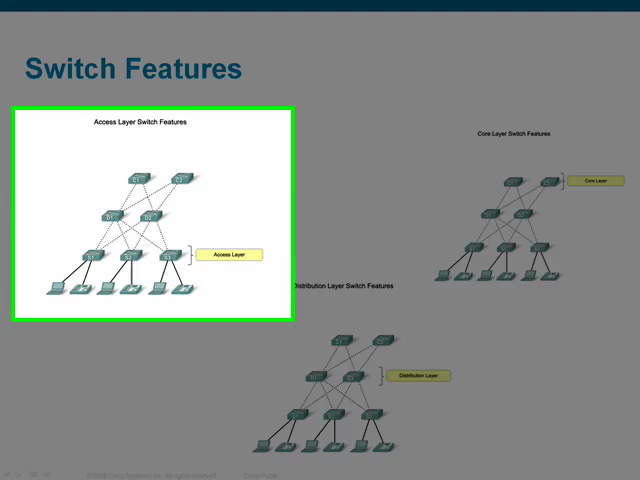 Switch Features
Access Layer Switch Features
C1
C2
D1
D2
S1
S2
S3
Access Layer
Core Layer Switch Features
Core Layer
Distribution Layer Switch Features
Distribution Layer